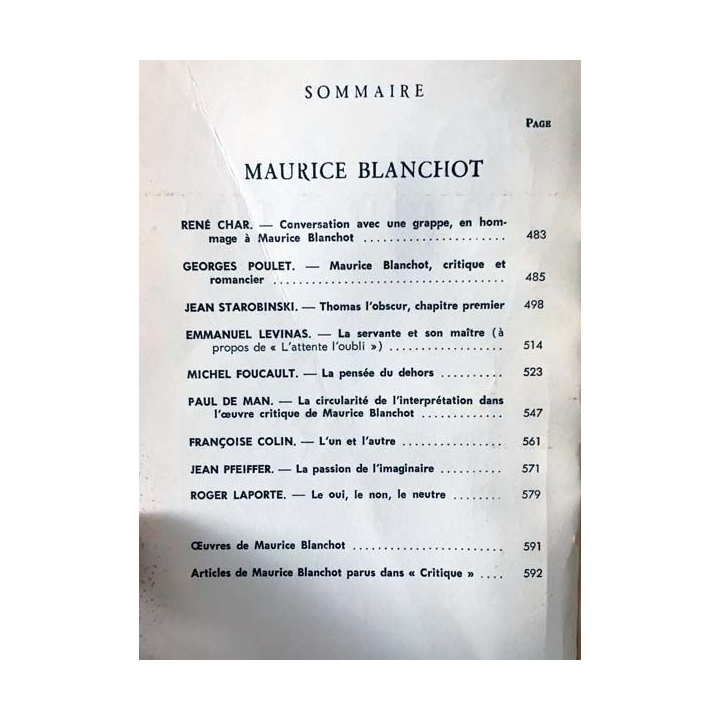 SOMMAIRE
PAGE
MAURICE BLANCHOT
RENÉ CHAR. — Conversation avec une grappe, en hom-
mage à Maurice Blanchot ...................... 483
GEORGES POULET. — Maurice Blanchot, critique et
romancier .................................... 485
JEAN STAROBINSKI. — Thomas l'obscur, chapitre premier 498
EMMANUEL LEVINAS. — La servante et son maître (à
propos de « L'attente l'oubli ») .................. 514
MICHEL FOUCAULT. — La pensée du dehors .......... 523
PAUL DE MAN. — La circularité de l'interprétation dans
l'œuvre critique de Maurice Blanchot ............. 547
FRANÇOISE COLIN. — L'un et l'autre ................ 561
JEAN PFEIFFER. — La passion de l'imaginaire .......... 571
ROGER LAPORTE. — Le oui, le non, le neutre ........ 579
Œuvres de Maurice Blanchot ........................ 591
Articles de Maurice Blanchot parus dans « Critique » .... 592